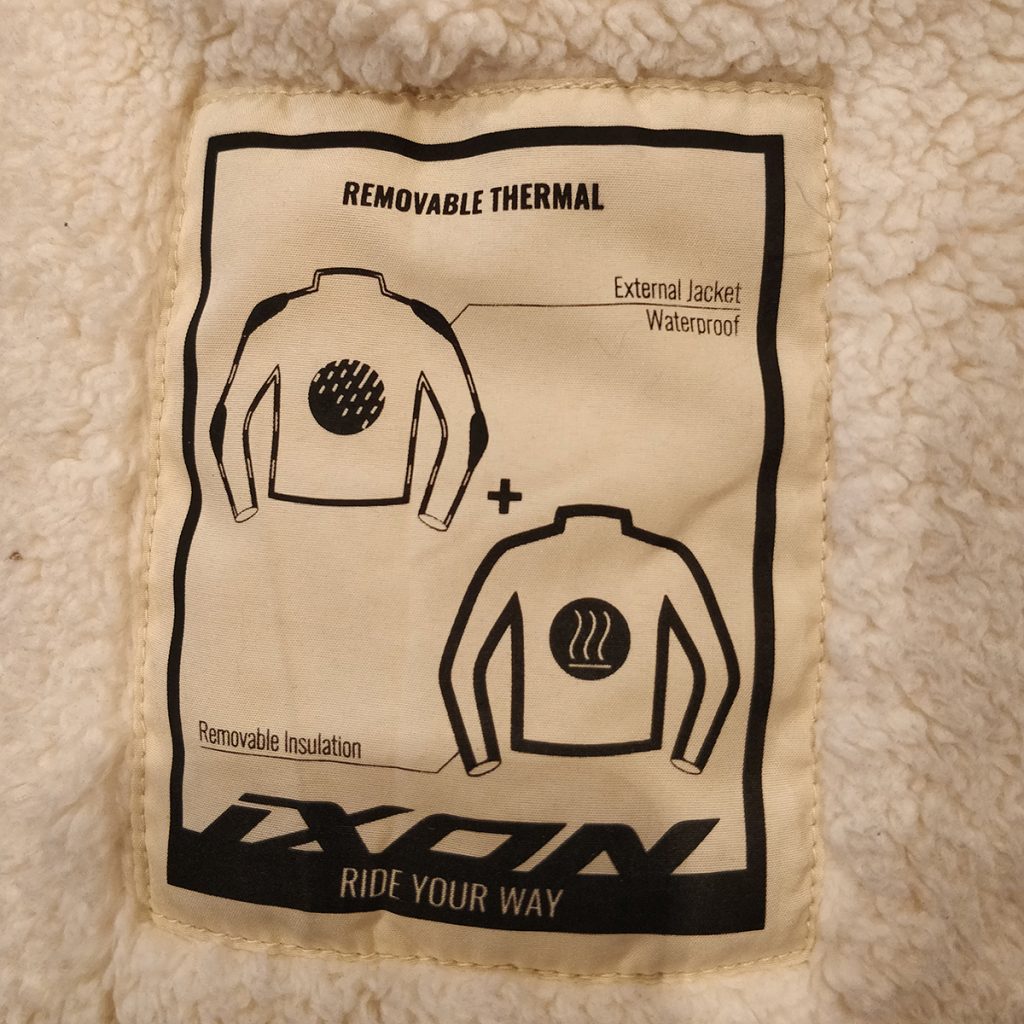 REMOVABLE THERMAL
External Jacket
Waterproof
+
Removable Insulation
IXON
RIDE YOUR WAY